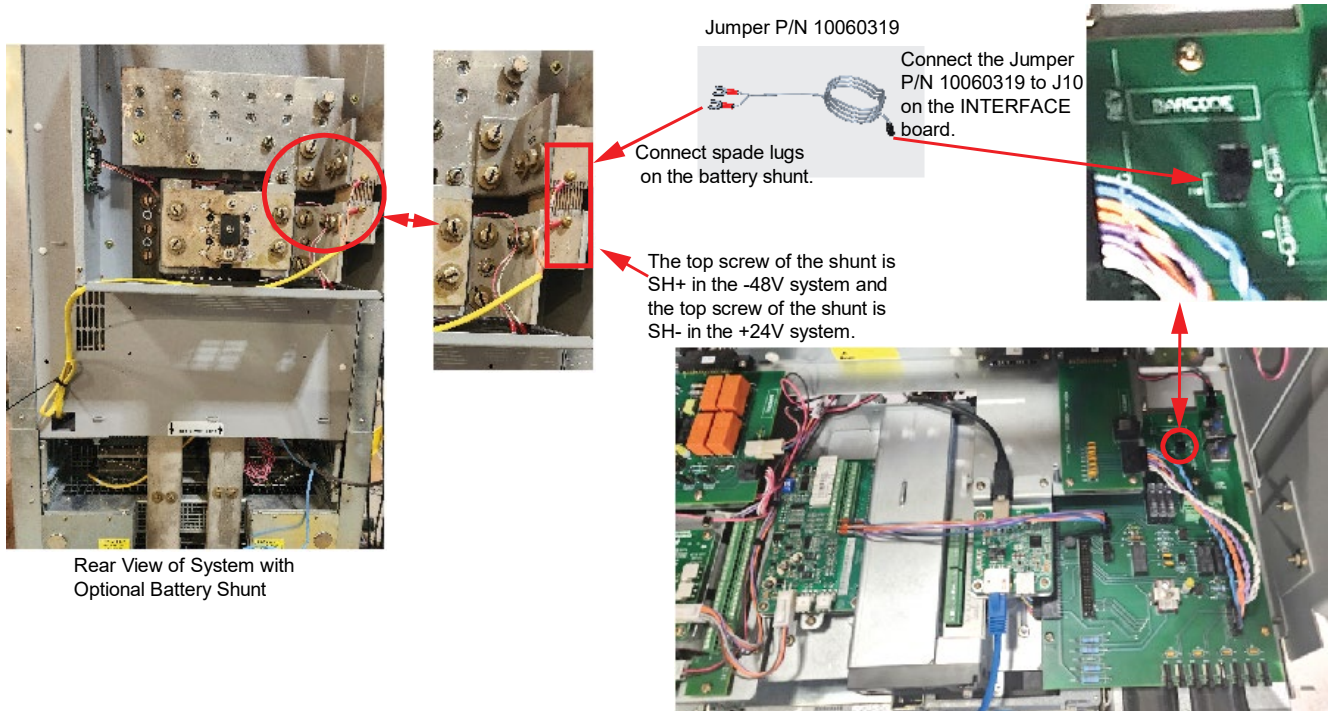 Jumper P/N 10060319
Connect the Jumper
P/N 10060319 to J10
on the INTERFACE
board.
Connect spade lugs
on the battery shunt.
The top screw of the shunt is
SH+ in the -48V system and
the top screw of the shunt is
SH- in the +24V system.
BARCODE
Rear View of System with
Optional Battery Shunt